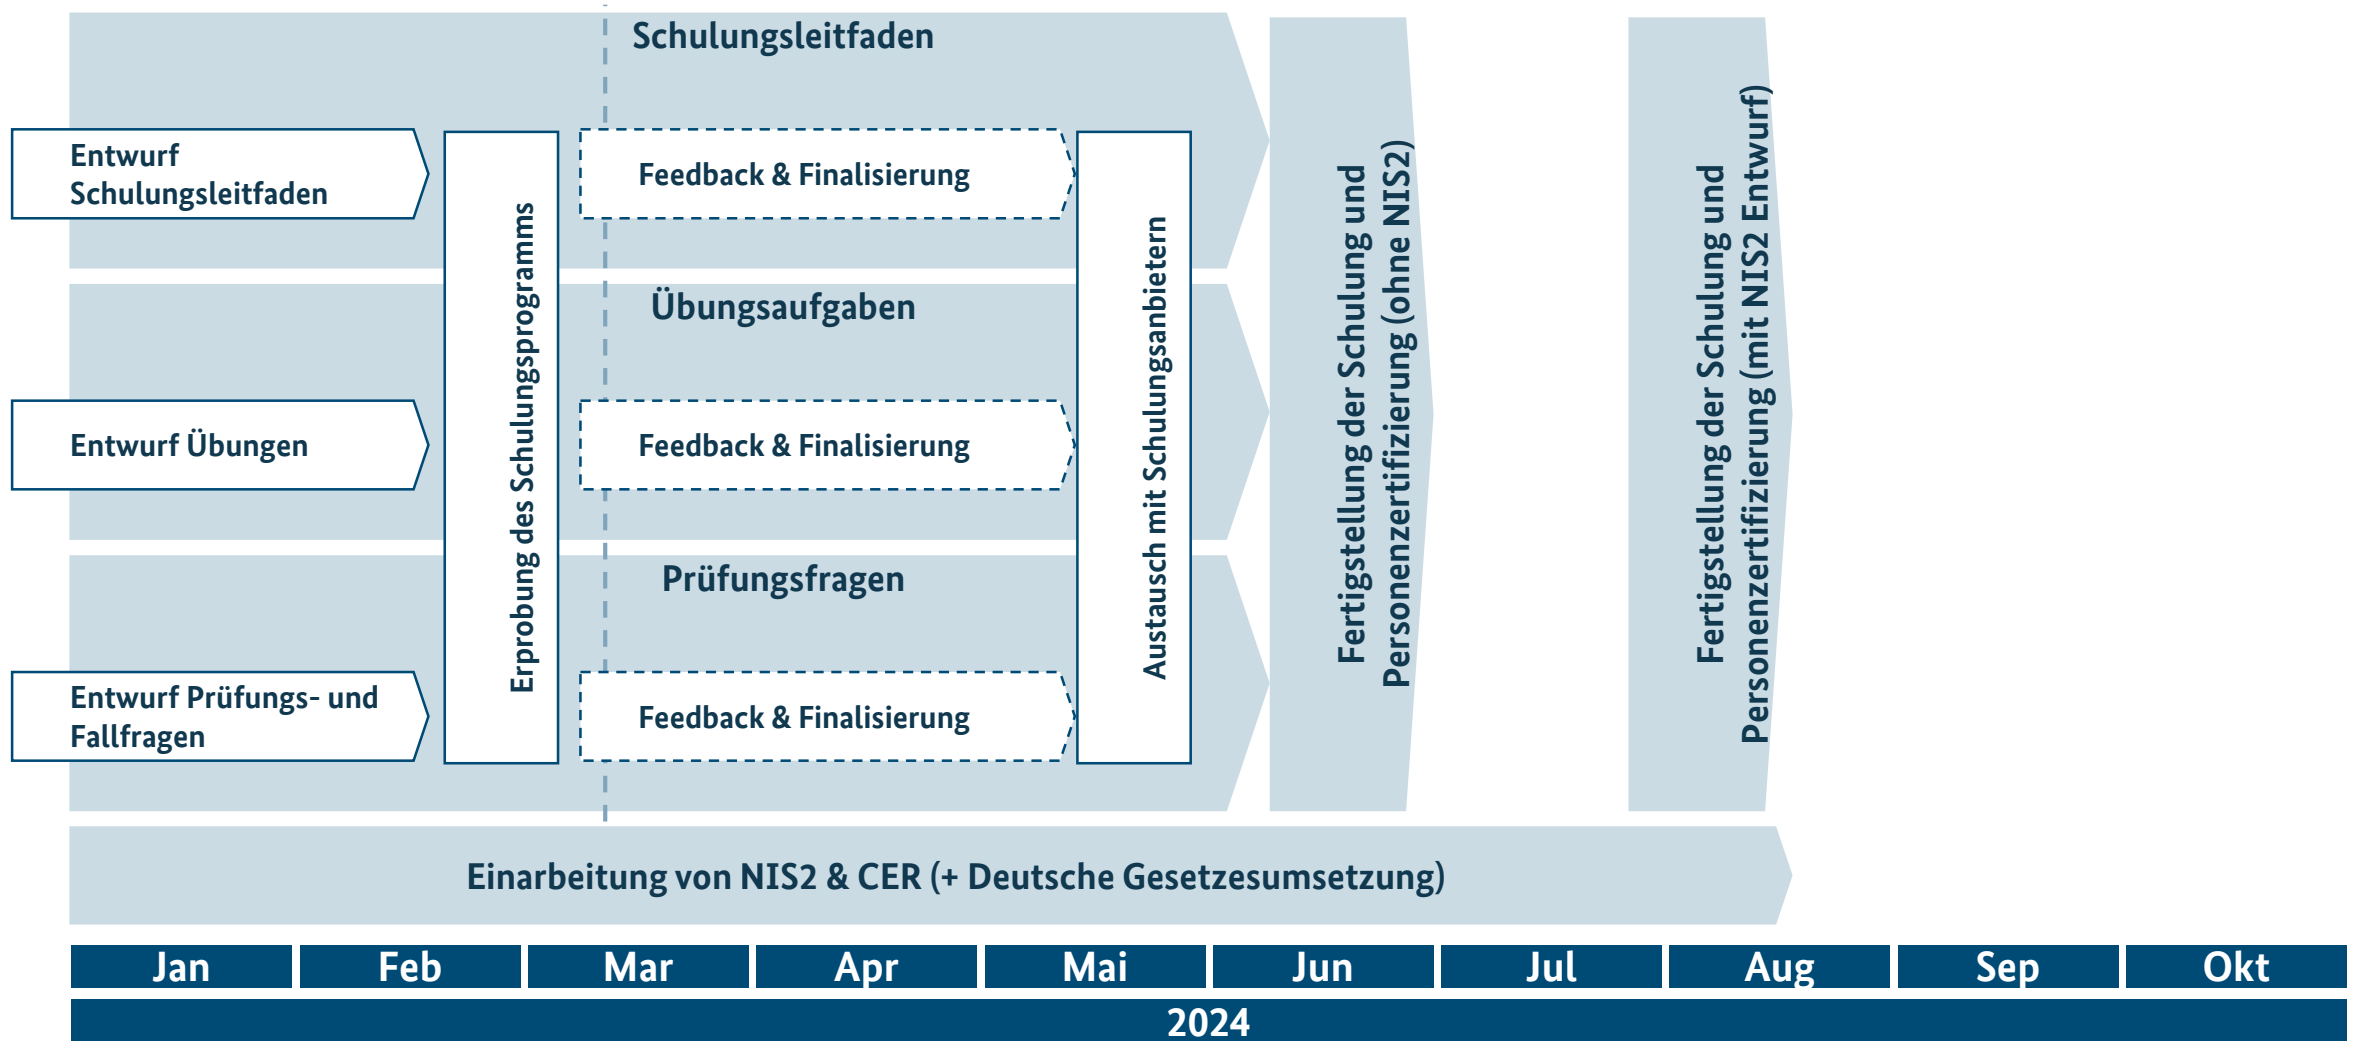 Schulungsleitfaden
Entwurf
Schulungsleitfaden
Feedback & Finalisierung
Übungsaufgaben
Entwurf Übungen
Feedback & Finalisierung
Prüfungsfragen
Entwurf Prüfungs- und
Fallfragen
Feedback & Finalisierung
Erprobung des Schulungsprogramms
Austausch mit Schulungsanbietern
Fertigstellung der Schulung und
Personenzertifizierung (ohne NIS2)
Fertigstellung der Schulung und
Personenzertifizierung (mit NIS2 Entwurf)
Einarbeitung von NIS2 & CER (+ Deutsche Gesetzesumsetzung)
Jan Feb Mar Apr Mai Jun Jul Aug Sep Okt
2024